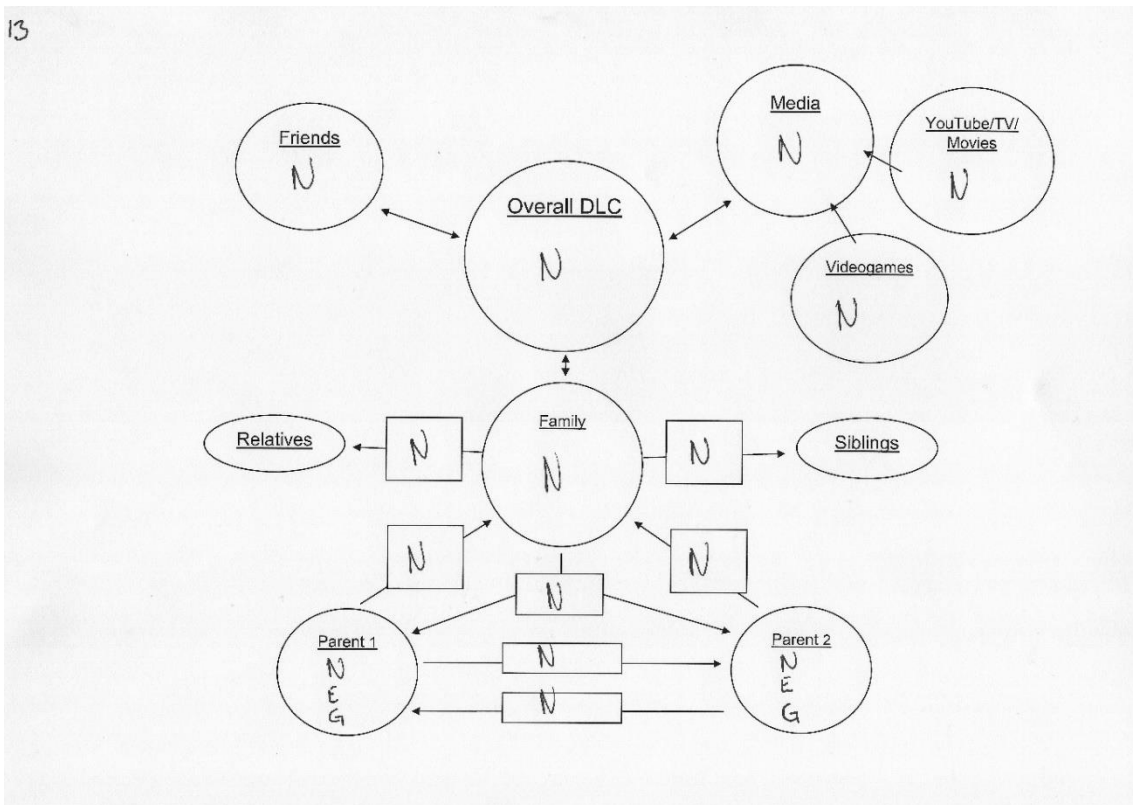 13
Friends
N
Media
N
YouTube/TV/
Movies
N
Overall DLC
N
Videogames
N
Relatives
N
Family
N
N
Siblings
N
N
N
Parent 1
N
E
G
N
N
Parent 2
N
E
G